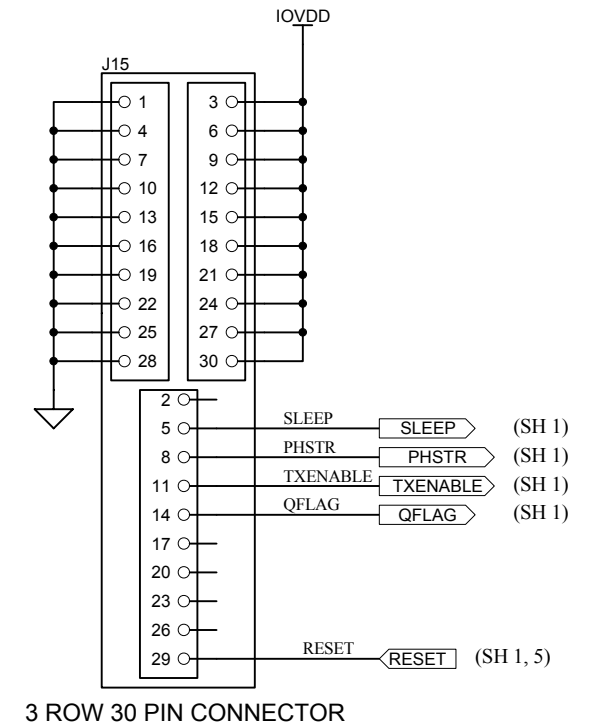 IOVDD
J15
1 3
4 6
7 9
10 12
13 15
16 18
19 21
22 24
25 27
28 30
2
5 SLEEP SLEEP (SH 1)
8 PHSTR PHSTR (SH 1)
11 TXENABLE TXENABLE (SH 1)
14 QFLAG QFLAG (SH 1)
17
20
23
26
29 RESET RESET (SH 1, 5)
3 ROW 30 PIN CONNECTOR